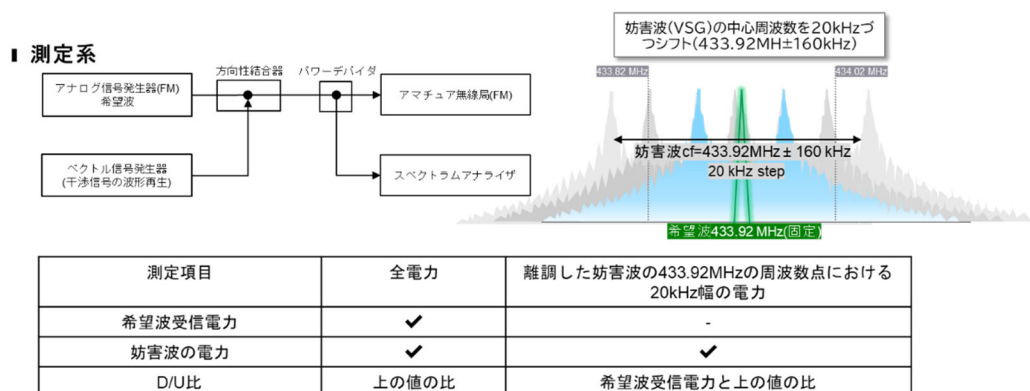 測定系
アナログ信号発生器(FM)
希望波
方向性結合器
パワーデバイダ
アマチュア無線局(FM)
ベクトル信号発生器
(干渉信号の波形再生)
スペクトラムアナライザ
妨害波(VSG)の中心周波数を20kHzづ
つシフト(433.92MH±160kHz)
433.82 MHz
434.02 MHz
妨害波cf=433.92MHz± 160 kHz
20 kHz step
希望波433.92 MHz(固定)
測定項目 全電力 離調した妨害波の433.92MHzの周波数点における
20kHz幅の電力
希望波受信電力 ✓ -
妨害波の電力 ✓ ✓
D/U比 上の値の比 希望波受信電力と上の値の比